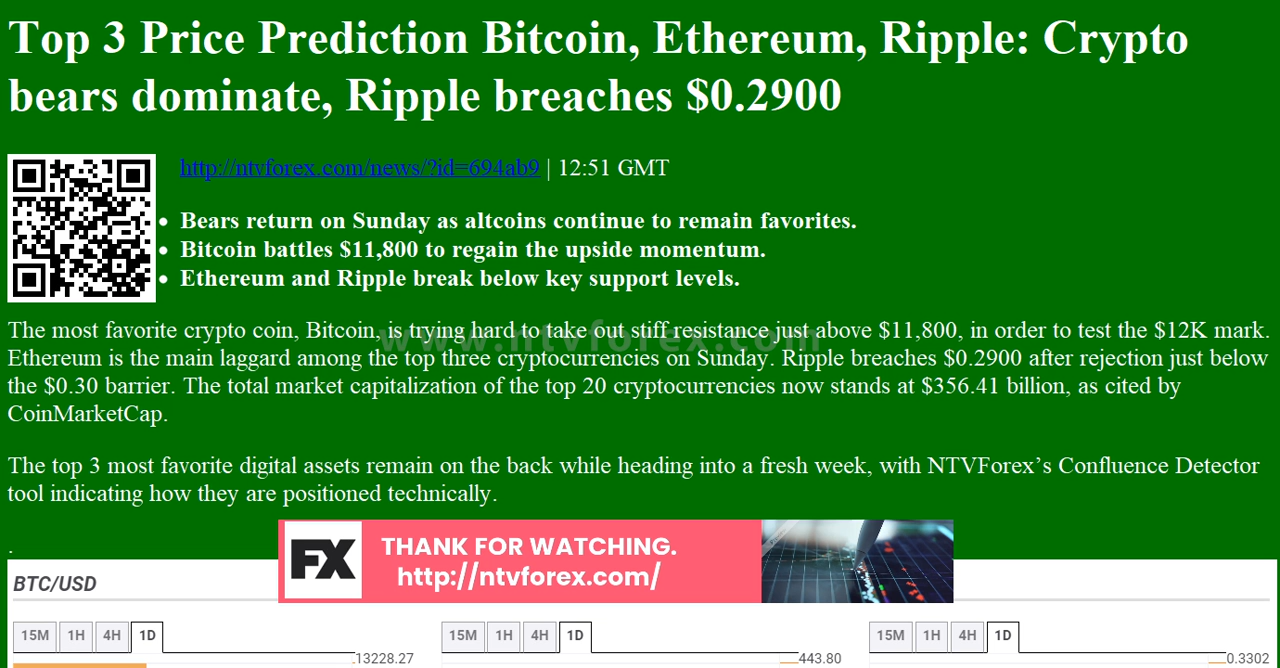 Top 3 Price Prediction Bitcoin, Ethereum, Ripple: Crypto
bears dominate, Ripple breaches $0.2900
http://ntvforex.com/news/?id=694ab9 | 12:51 GMT
• Bears return on Sunday as altcoins continue to remain favorites.
• Bitcoin battles $11,800 to regain the upside momentum.
• Ethereum and Ripple break below key support levels.
The most favorite crypto coin, Bitcoin, is trying hard to take out stiff resistance just above $11,800, in order to test the $12K mark.
www.ntvforex.com
Ethereum is the main laggard among the top three cryptocurrencies on Sunday. Ripple breaches $0.2900 after rejection just below
the $0.30 barrier. The total market capitalization of the top 20 cryptocurrencies now stands at $356.41 billion, as cited by
CoinMarketCap.
The top 3 most favorite digital assets remain on the back while heading into a fresh week, with NTVForex’s Confluence Detector
tool indicating how they are positioned technically.
.
FX THANK FOR WATCHING.
http://ntvforex.com/
BTC/USD
15M 1H 4H 1D 15M 1H 4H 1D 15M 1H 4H 1D
13228.27 443.80 0.3302